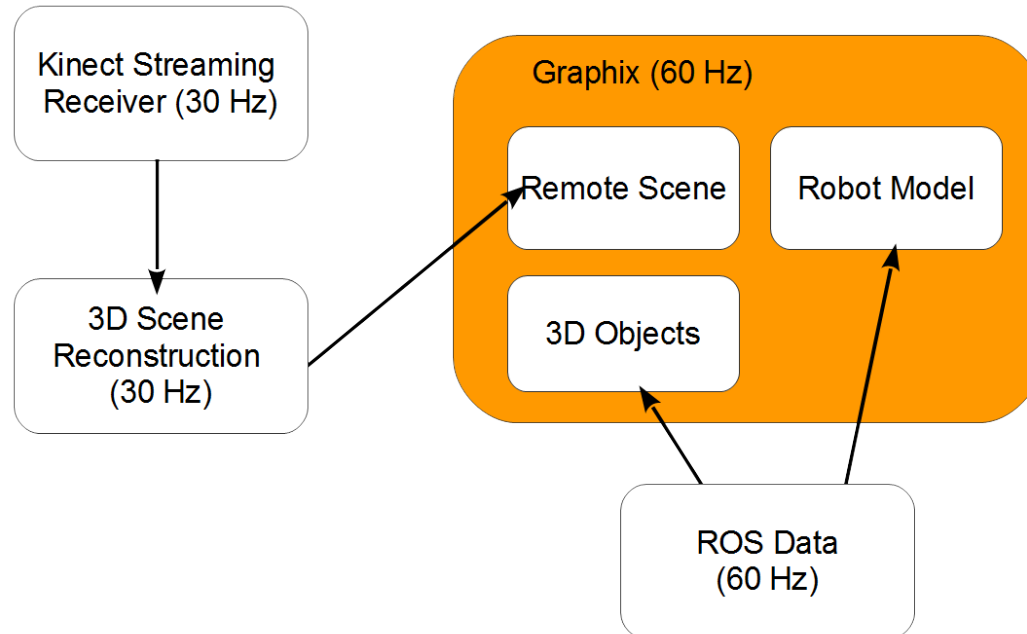 Kinect Streaming
Receiver (30 Hz)
3D Scene
Reconstruction
(30 Hz)
Graphix (60 Hz)
Remote Scene
Robot Model
3D Objects
ROS Data
(60 Hz)